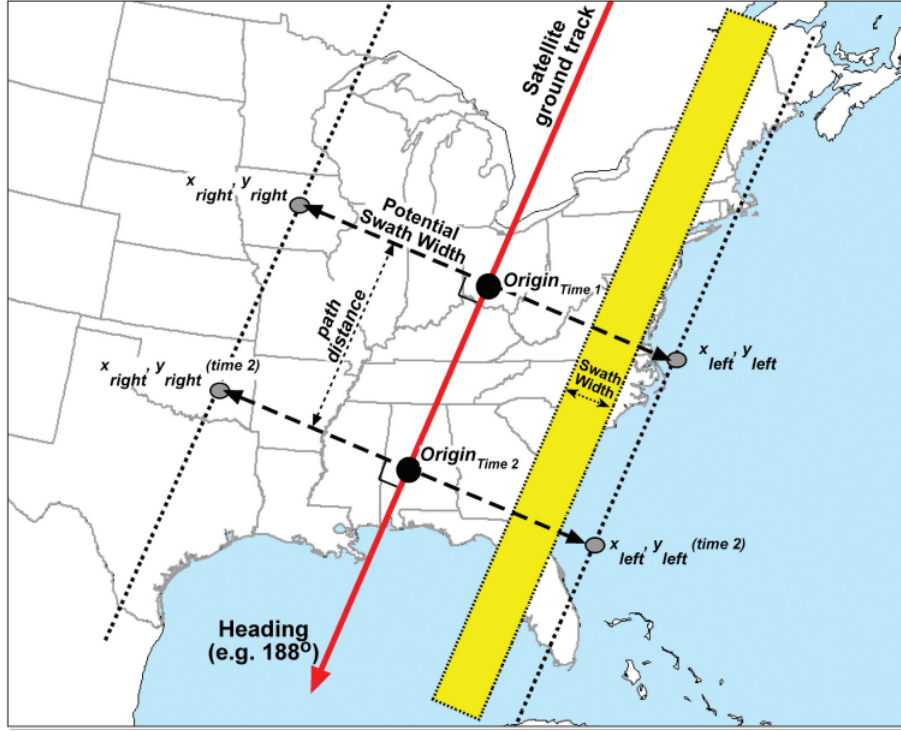 Satellite
ground track
x right, y right
Potential
Swath Width
Origin Time 1
path
distance
x right, y right (time 2)
x left, y left
Swath
Width
Origin Time 2
x left, y left (time 2)
Heading
(e.g. 188º)